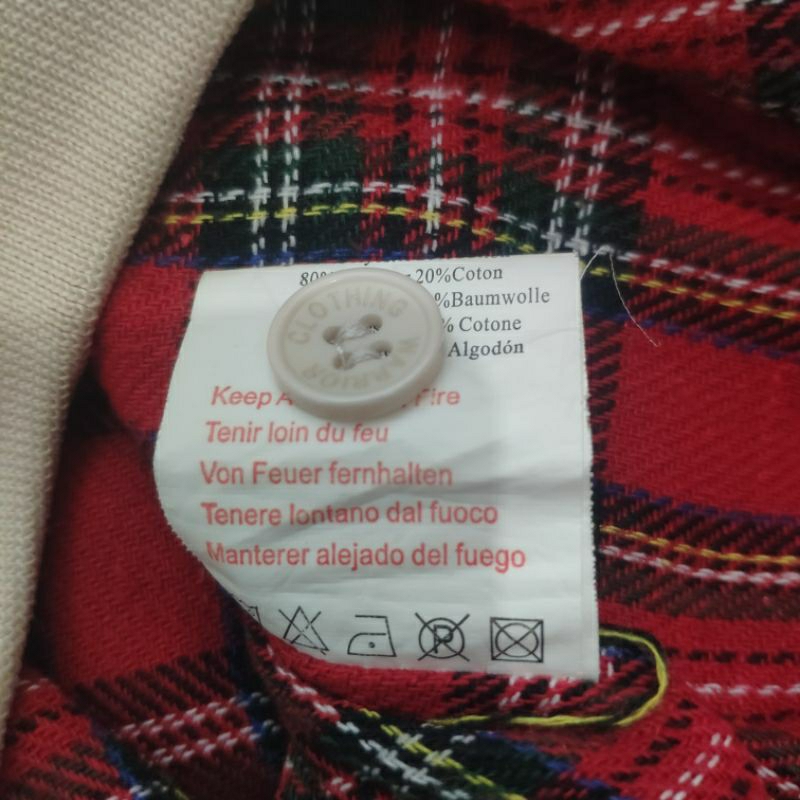 20%Coton
%Baumwolle
% Cotone
Algodón
CLOTHING
WARRIOR
Keep Fire
Tenir loin du feu
Von Feuer fernhalten
Tenere lontano dal fuoco
Manterer alejado del fuego
P